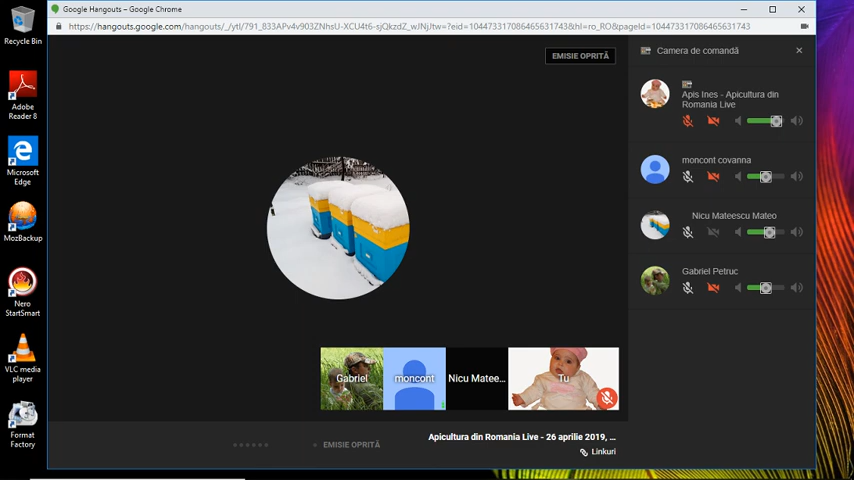 Recycle Bin
Adobe
Reader 8
Microsoft
Edge
MozBackup
Nero
StartSmart
VLC media
player
Format
Factory
Google Hangouts – Google Chrome
https://hangouts.google.com/hangouts/_/ytl/791_833APv4v903ZNhsU-XCU4t6-sjQkzdZ_wJNjJtw=?eid=104473317086465631743&hl=ro_RO&pageId=104473317086465631743
EMISIE OPRITĂ
Camera de comandă
Apis Ines - Apicultura din
Romania Live
moncont covanna
Nicu Mateescu Mateo
Gabriel Petruc
Gabriel
moncont
Nicu Matee...
Tu
EMISIE OPRITĂ
Apicultura din Romania Live - 26 aprilie 2019, ...
Linkuri